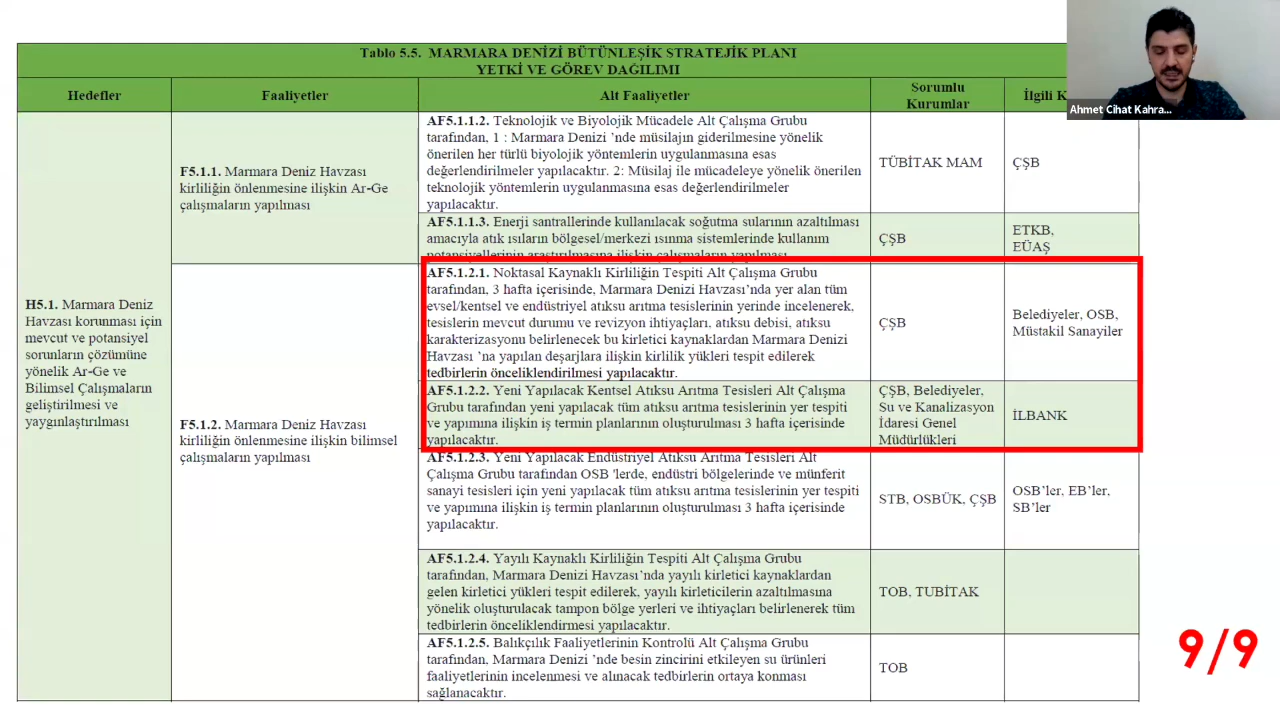 Tablo 5.5. MARMARA DENİZİ BÜTÜNLEŞİK STRATEJİK PLANI
YETKİ VE GÖREV DAĞILIMI
Hedefler
Faaliyetler
Alt Faaliyetler
Sorumlu
Kurumlar
İlgili K
Ahmet Cihat Kahra...
H5.1. Marmara Deniz
Havzası korunması için
mevcut ve potansiyel
sorunların çözümüne
yönelik Ar-Ge ve
Bilimsel Çalışmaların
geliştirilmesi ve
yaygınlaştırılması
F5.1.1. Marmara Deniz Havzası
kirliliğin önlenmesine ilişkin Ar-Ge
çalışmaların yapılması
AF5.1.1.2. Teknolojik ve Biyolojik Mücadele Alt Çalışma Grubu
tarafından, 1 : Marmara Denizi 'nde müsilajın giderilmesine yönelik
önerilen her türlü biyolojik yöntemlerin uygulanmasına esas
değerlendirilmeler yapılacaktır. 2: Müsilaj ile mücadeleye yönelik önerilen
teknolojik yöntemlerin uygulanmasına esas değerlendirilmeler
yapılacaktır.
TÜBİTAK MAM
ÇŞB
AF5.1.1.3. Enerji santrallerinde kullanılacak soğutma sularının azaltılması
amacıyla atık ısıların bölgesel/merkezi ısınma sistemlerinde kullanım
potansiyellerinin araştırılmasına ilişkin çalışmaların yapılması
ÇŞB
ETKB,
EÜAŞ
F5.1.2. Marmara Deniz Havzası
kirliliğin önlenmesine ilişkin bilimsel
çalışmaların yapılması
AF5.1.2.1. Noktasal Kaynaklı Kirliliğin Tespiti Alt Çalışma Grubu
tarafından, 3 hafta içerisinde, Marmara Denizi Havzası'nda yer alan tüm
evsel/kentsel ve endüstriyel atıksu arıtma tesislerinin yerinde incelenerek,
tesislerin mevcut durumu ve revizyon ihtiyaçları, atıksu debisi, atıksu
karakterizasyonu belirlenecek bu kirletici kaynaklardan Marmara Denizi
Havzası 'na yapılan deşarjlara ilişkin kirlilik yükleri tespit edilerek
tedbirlerin önceliklendirilmesi yapılacaktır.
ÇŞB
Belediyeler, OSB,
Müstakil Sanayiler
AF5.1.2.2. Yeni Yapılacak Kentsel Atıksu Arıtma Tesisleri Alt Çalışma
Grubu tarafından yeni yapılacak tüm atıksu arıtma tesislerinin yer tespiti
ve yapımına ilişkin iş termin planlarının oluşturulması 3 hafta içerisinde
yapılacaktır.
ÇŞB, Belediyeler,
Su ve Kanalizasyon
İdaresi Genel
Müdürlükleri
İLBANK
AF5.1.2.3. Yeni Yapılacak Endüstriyel Atıksu Arıtma Tesisleri Alt
Çalışma Grubu tarafından OSB 'lerde, endüstri bölgelerinde ve münferit
sanayi tesisleri için yeni yapılacak tüm atıksu arıtma tesislerinin yer tespiti
ve yapımına ilişkin iş termin planlarının oluşturulması 3 hafta içerisinde
yapılacaktır.
STB, OSBÜK, ÇŞB
OSB'ler, EB'ler,
SB'ler
AF5.1.2.4. Yayılı Kaynaklı Kirliliğin Tespiti Alt Çalışma Grubu
tarafından, Marmara Denizi Havzası'nda yayılı kirletici kaynaklardan
gelen kirletici yükleri tespit edilerek, yayılı kirleticilerin azaltılmasına
yönelik oluşturulacak tampon bölge yerleri ve ihtiyaçları belirlenerek tüm
tedbirlerin önceliklendirmesi yapılacaktır.
TOB, TUBİTAK
AF5.1.2.5. Balıkçılık Faaliyetlerinin Kontrolü Alt Çalışma Grubu
tarafından, Marmara Denizi 'nde besin zincirini etkileyen su ürünleri
faaliyetlerinin incelenmesi ve alınacak tedbirlerin ortaya konması
sağlanacaktır.
TOB
9/9